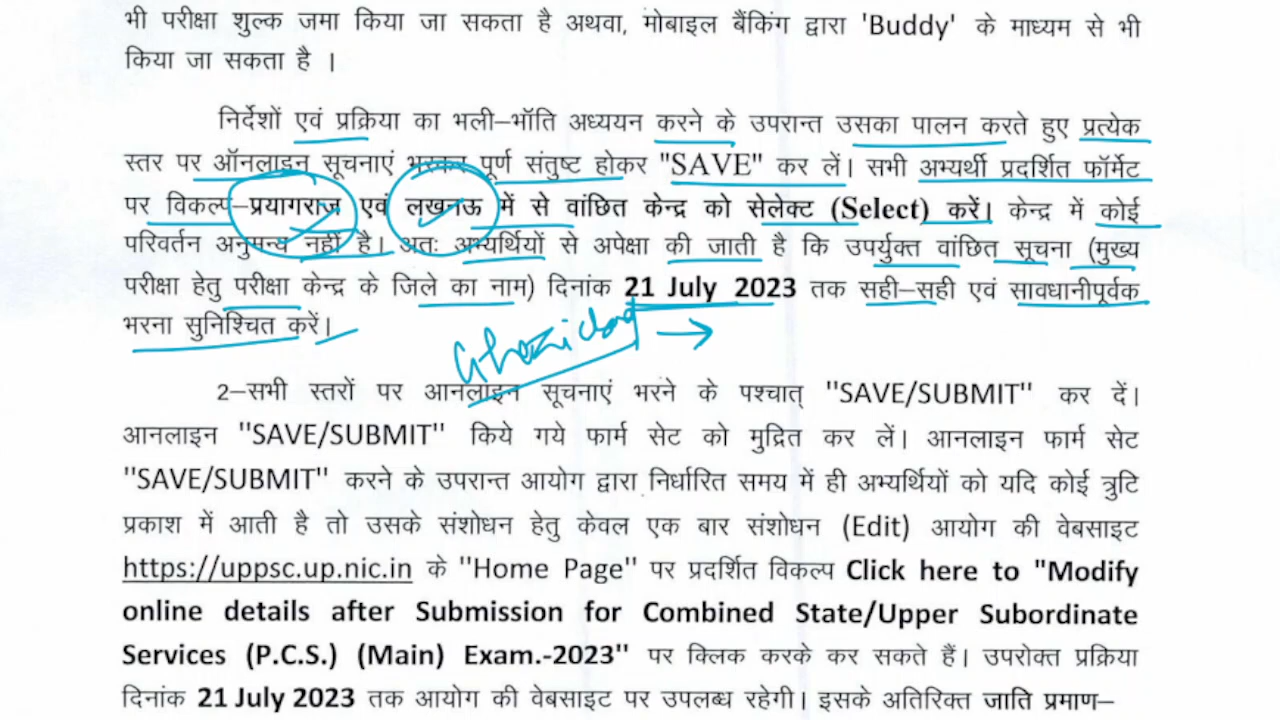 भी परीक्षा शुल्क जमा किया जा सकता है अथवा, मोबाइल बैंकिंग द्वारा 'Buddy' के माध्यम से भी
किया जा सकता है ।
निर्देशों एवं प्रक्रिया का भली–भॉति अध्ययन करने के उपरान्त उसका पालन करते हुए प्रत्येक
स्तर पर ऑनलाइन सूचनाएं भरकर पूर्ण संतुष्ट होकर "SAVE" कर लें। सभी अभ्यर्थी प्रदर्शित फॉर्मेट
पर विकल्प–प्रयागराज एवं लखनऊ में से वांछित केन्द्र को सेलेक्ट (Select) करें। केन्द्र में कोई
परिवर्तन अनुमन्य नहीं है। अतः अभ्यर्थियों से अपेक्षा की जाती है कि उपर्युक्त वांछित सूचना (मुख्य
परीक्षा हेतु परीक्षा केन्द्र के जिले का नाम) दिनांक 21 July 2023 तक सही–सही एवं सावधानीपूर्वक
भरना सुनिश्चित करें।
2–सभी स्तरों पर आनलाइन सूचनाएं भरने के पश्चात् "SAVE/SUBMIT" कर दें।
आनलाइन "SAVE/SUBMIT" किये गये फार्म सेट को मुद्रित कर लें। आनलाइन फार्म सेट
"SAVE/SUBMIT" करने के उपरान्त आयोग द्वारा निर्धारित समय में ही अभ्यर्थियों को यदि कोई त्रुटि
प्रकाश में आती है तो उसके संशोधन हेतु केवल एक बार संशोधन (Edit) आयोग की वेबसाइट
https://uppsc.up.nic.in के "Home Page" पर प्रदर्शित विकल्प Click here to "Modify
online details after Submission for Combined State/Upper Subordinate
Services (P.C.S.) (Main) Exam.-2023" पर क्लिक करके कर सकते हैं। उपरोक्त प्रक्रिया
दिनांक 21 July 2023 तक आयोग की वेबसाइट पर उपलब्ध रहेगी। इसके अतिरिक्त जाति प्रमाण–